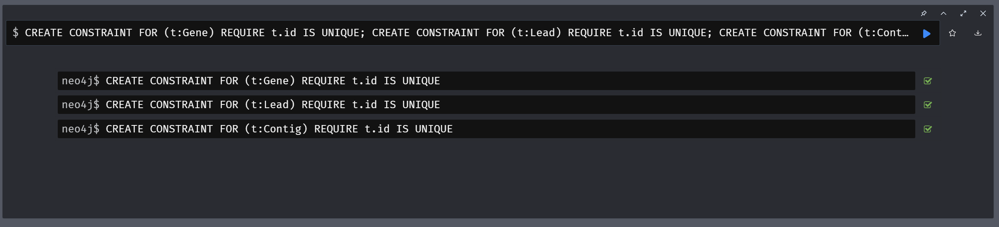 $ CREATE CONSTRAINT FOR (t:Gene) REQUIRE t.id IS UNIQUE; CREATE CONSTRAINT FOR (t:Lead) REQUIRE t.id IS UNIQUE; CREATE CONSTRAINT FOR (t:Cont…
neo4j$ CREATE CONSTRAINT FOR (t:Gene) REQUIRE t.id IS UNIQUE
neo4j$ CREATE CONSTRAINT FOR (t:Lead) REQUIRE t.id IS UNIQUE
neo4j$ CREATE CONSTRAINT FOR (t:Contig) REQUIRE t.id IS UNIQUE